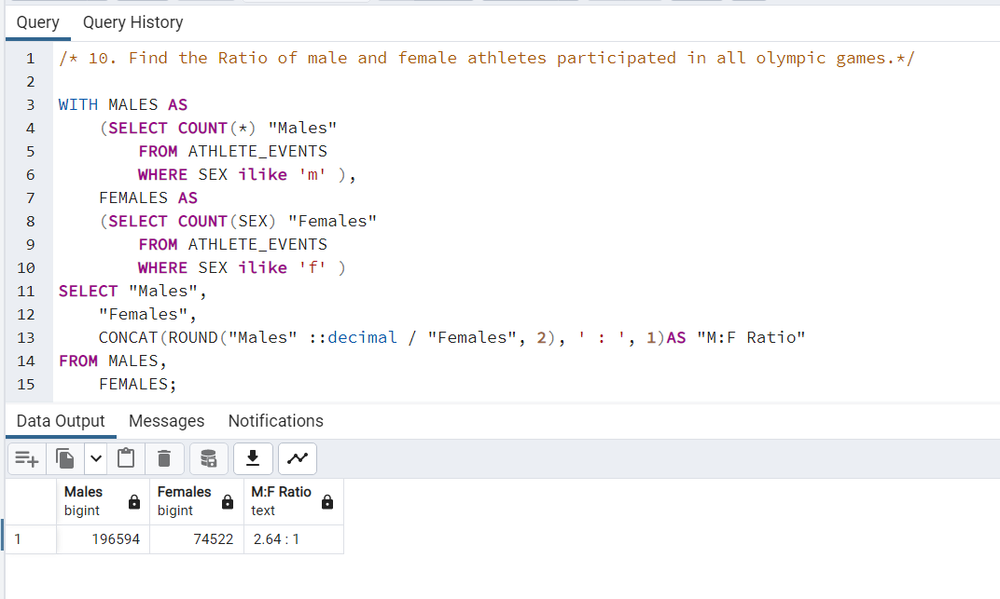 Query Query History
1 /* 10. Find the Ratio of male and female athletes participated in all olympic games.*/
2
3 WITH MALES AS
4 (SELECT COUNT(*) "Males"
5 FROM ATHLETE_EVENTS
6 WHERE SEX ilike 'm' ),
7 FEMALES AS
8 (SELECT COUNT(SEX) "Females"
9 FROM ATHLETE_EVENTS
10 WHERE SEX ilike 'f' )
11 SELECT "Males",
12 "Females",
13 CONCAT(ROUND("Males" ::decimal / "Females", 2), ' : ', 1)AS "M:F Ratio"
14 FROM MALES,
15 FEMALES;
Data Output Messages Notifications
Males Females M:F Ratio
bigint bigint text
1 196594 74522 2.64 : 1